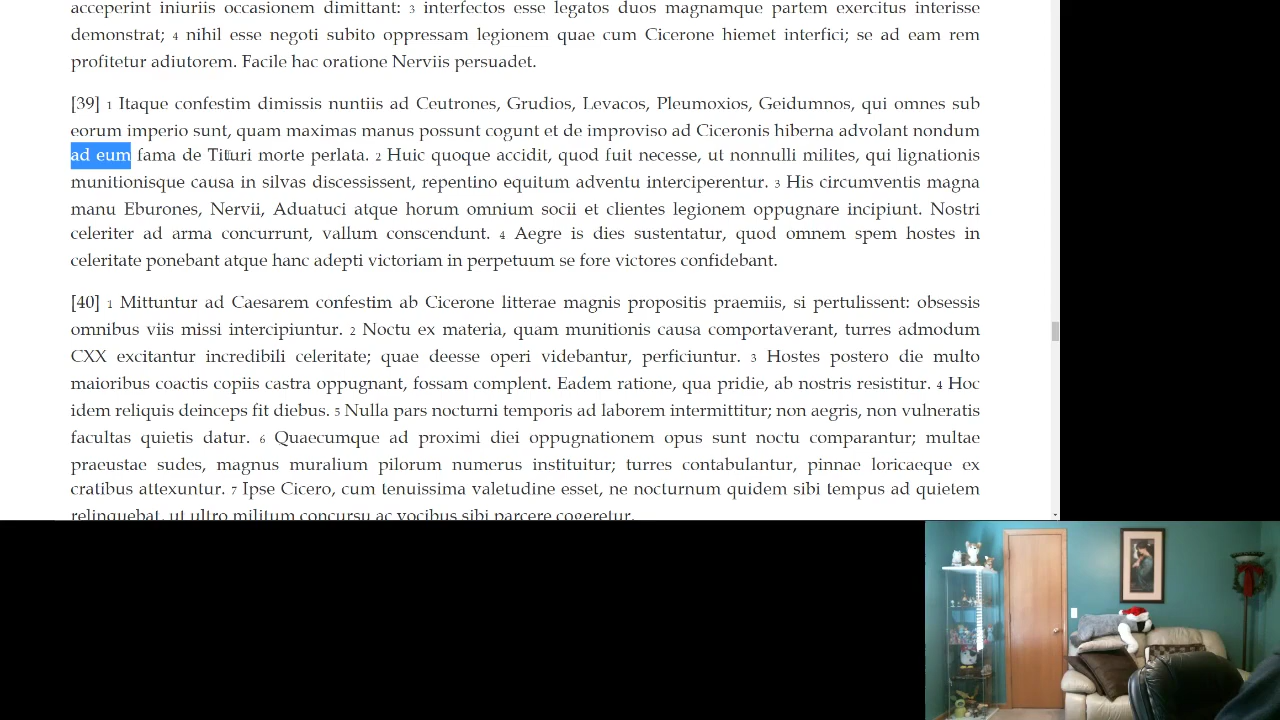 acceperint iniuriis occasionem dimittant: 3 interfectos esse legatos duos magnamque partem exercitus interisse
demonstrat; 4 nihil esse negoti subito oppressam legionem quae cum Cicerone hiemet interfici; se ad eam rem
profitetur adiutorem. Facile hac oratione Nerviis persuadet.
[39] 1 Itaque confestim dimissis nuntiis ad Ceutrones, Grudios, Levacos, Pleumoxios, Geidumnos, qui omnes sub
eorum imperio sunt, quam maximas manus possunt cogunt et de improviso ad Ciceronis hiberna advolant nondum
ad eum fama de Tituri morte perlata. 2 Huic quoque accidit, quod fuit necesse, ut nonnulli milites, qui lignationis
munitionisque causa in silvas discessissent, repentino equitum adventu interciperentur. 3 His circumventis magna
manu Eburones, Nervii, Aduatuci atque horum omnium socii et clientes legionem oppugnare incipiunt. Nostri
celeriter ad arma concurrunt, vallum conscendunt. 4 Aegre is dies sustentatur, quod omnem spem hostes in
celeritate ponebant atque hanc adepti victoriam in perpetuum se fore victores confidebant.
[40] 1 Mittuntur ad Caesarem confestim ab Cicerone litterae magnis propositis praemiis, si pertulissent: obsessis
omnibus viis missi intercipiuntur. 2 Noctu ex materia, quam munitionis causa comportaverant, turres admodum
CXX excitantur incredibili celeritate; quae deesse operi videbantur, perficiuntur. 3 Hostes postero die multo
maioribus coactis copiis castra oppugnant, fossam complent. Eadem ratione, qua pridie, ab nostris resistitur. 4 Hoc
idem reliquis deinceps fit diebus. 5 Nulla pars nocturni temporis ad laborem intermittitur; non aegris, non vulneratis
facultas quietis datur. 6 Quaecumque ad proximi diei oppugnationem opus sunt noctu comparantur; multae
praeustae sudes, magnus muralium pilorum numerus instituitur; turres contabulantur, pinnae loricaeque ex
cratibus attexuntur. 7 Ipse Cicero, cum tenuissima valetudine esset, ne nocturnum quidem sibi tempus ad quietem
relinquebat, ut ultro militum concursu ac vocibus sibi parcere cogeretur.